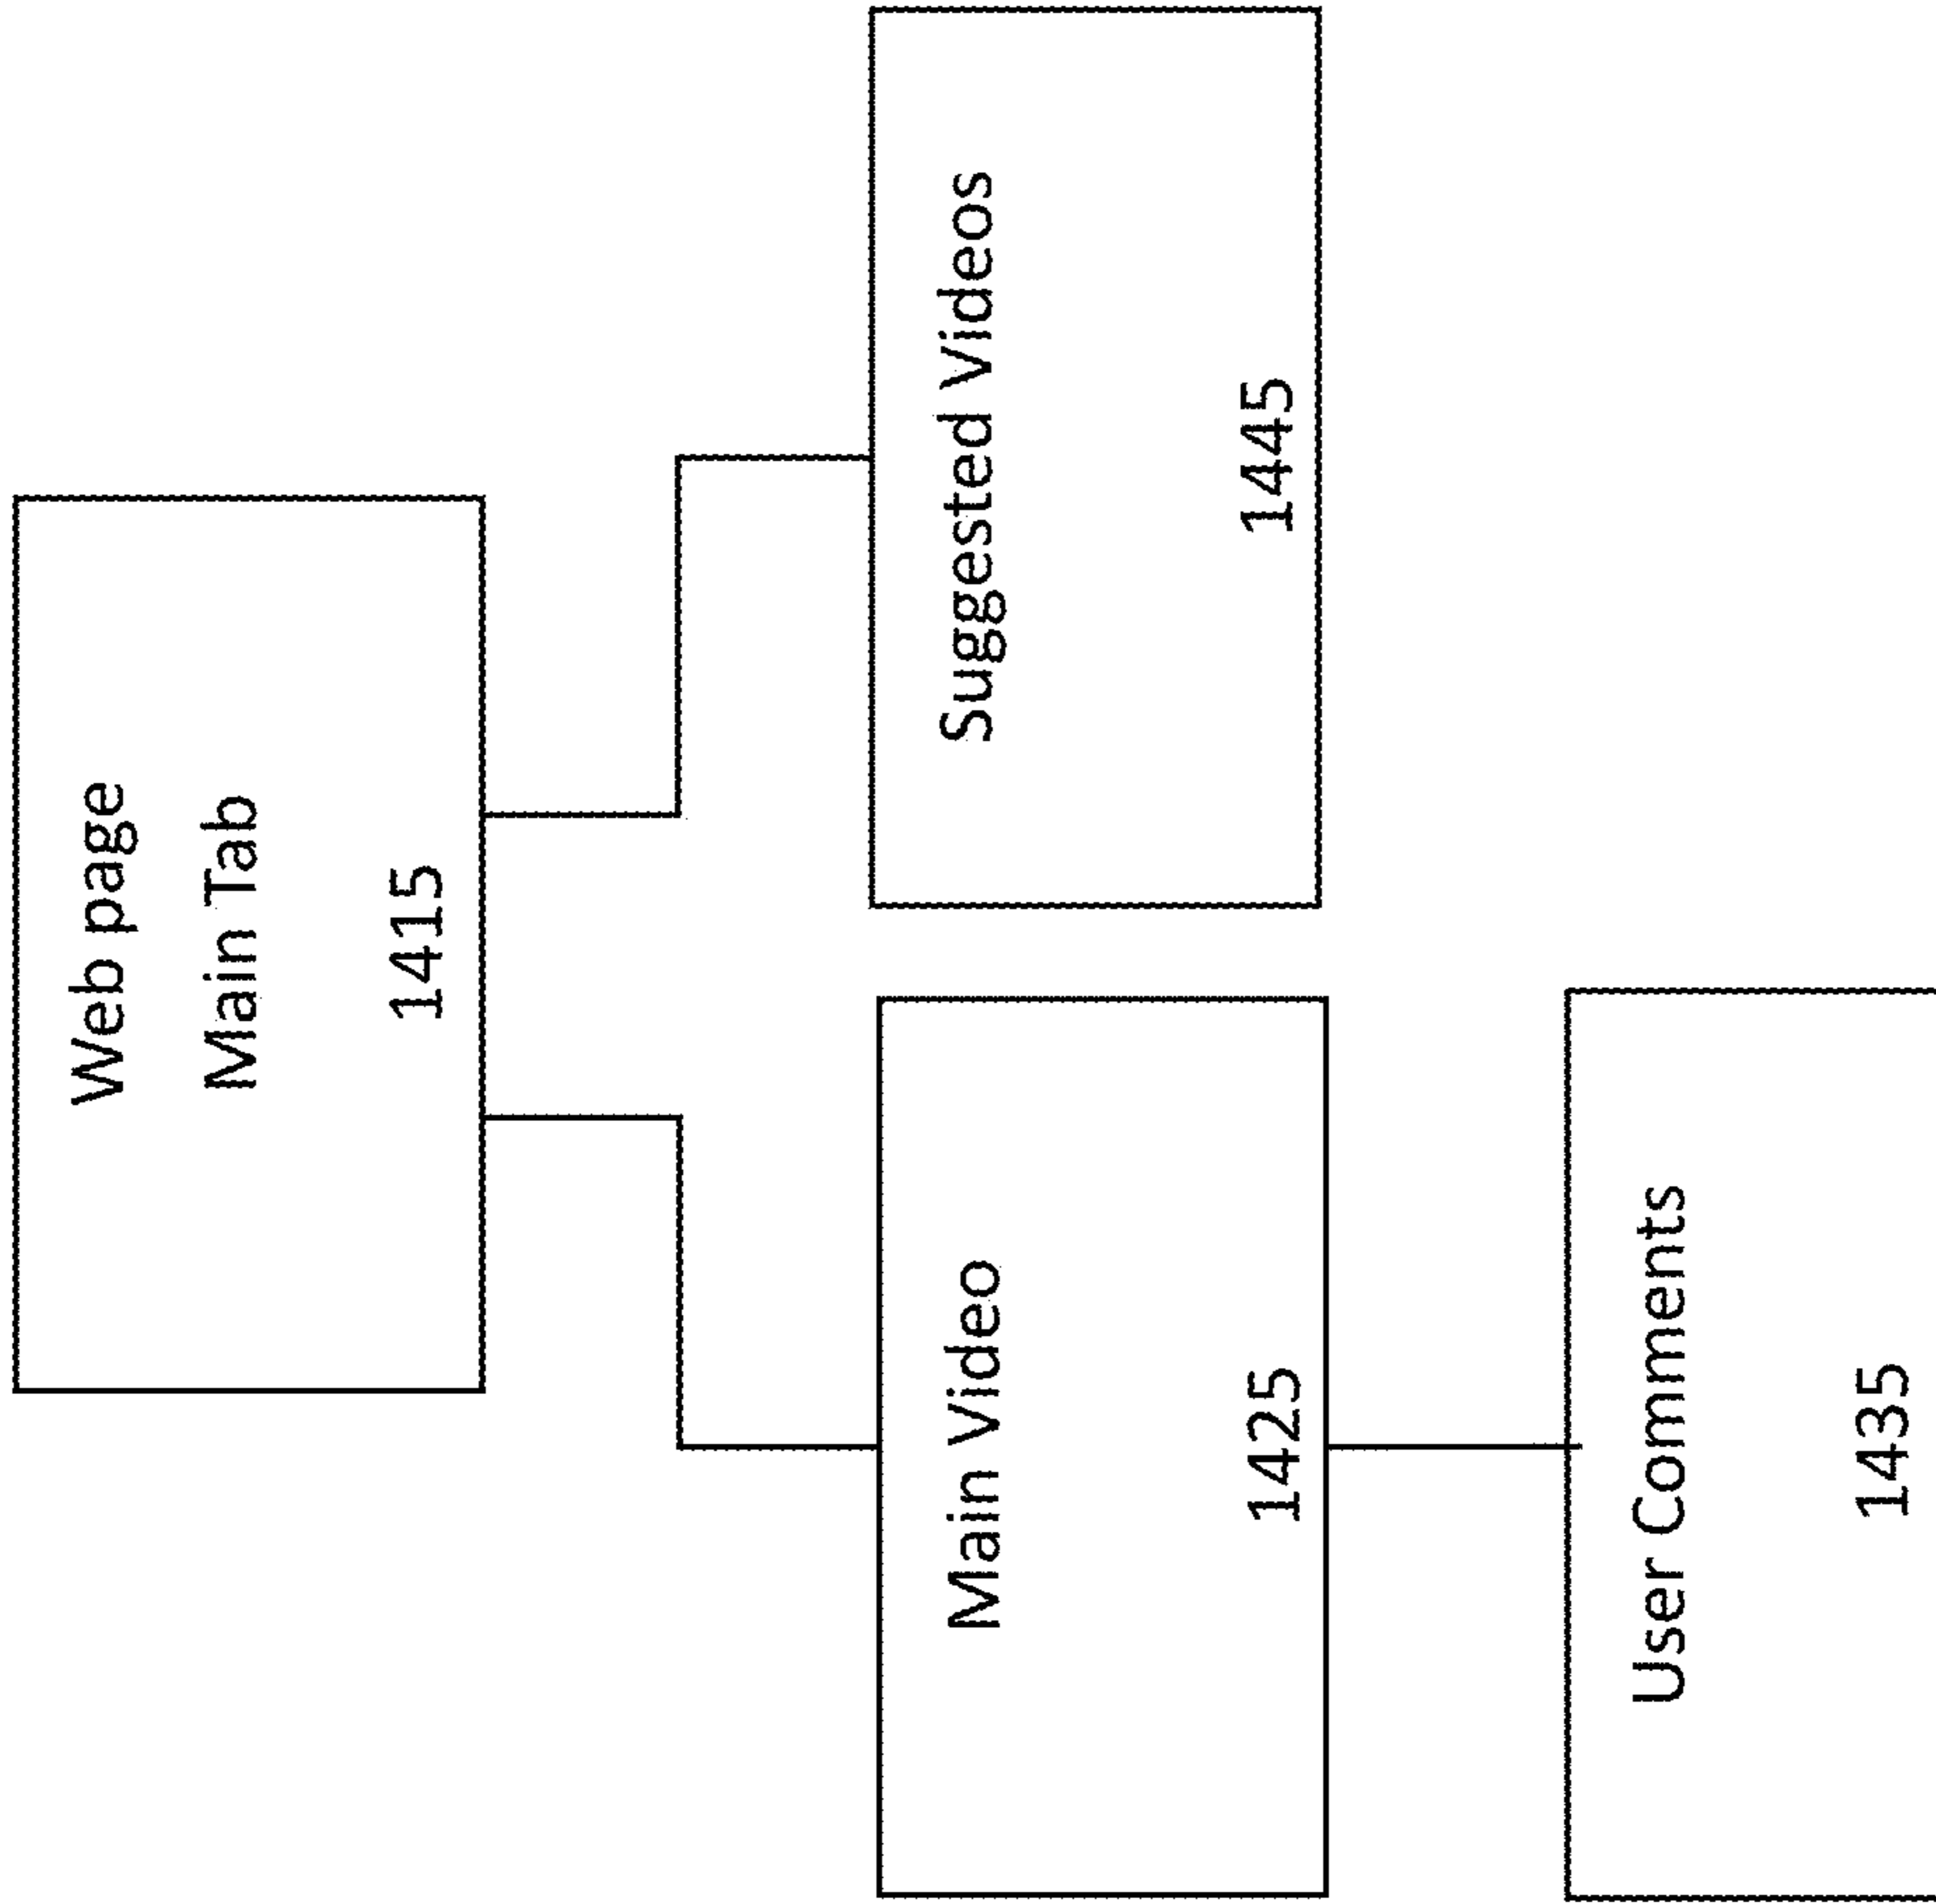 Web page
Main Tab
1415
Main Video
1425
Suggested Videos
1445
User Comments
1435